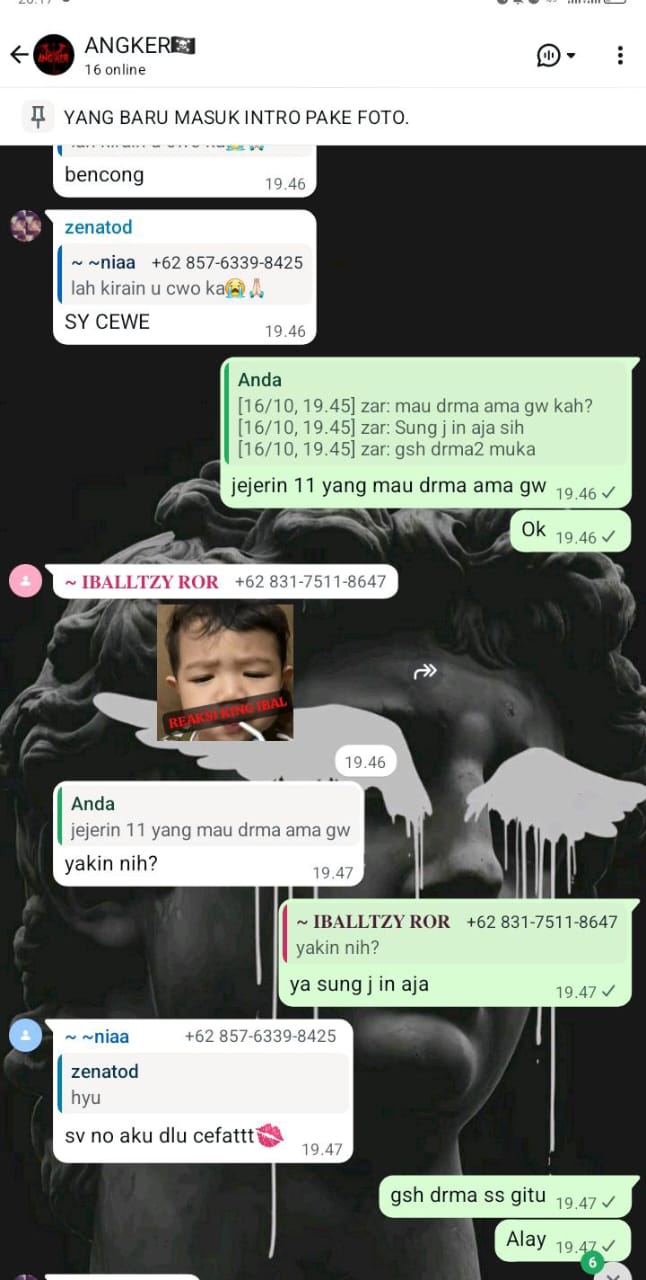 20.17
ANGKER🏴‍☠️
16 online
YANG BARU MASUK INTRO PAKE FOTO.
lah kirain u cwo ka😭🙏🏻
bencong
19.46
zenatod
~ ~niaa +62 857-6339-8425
lah kirain u cwo ka😭🙏🏻
SY CEWE
19.46
Anda
[16/10, 19.45] zar: mau drma ama gw kah?
[16/10, 19.45] zar: Sung j in aja sih
[16/10, 19.45] zar: gsh drma2 muka
jejerin 11 yang mau drma ama gw
19.46
Ok 19.46
~ IBALLTZY ROR +62 831-7511-8647
REAKSI KING IBAL
19.46
Anda
jejerin 11 yang mau drma ama gw
yakin nih?
19.47
~ IBALLTZY ROR +62 831-7511-8647
yakin nih?
ya sung j in aja
19.47
~ ~niaa +62 857-6339-8425
zenatod
hyu
sv no aku dlu cefattt💋
19.47
gsh drma ss gitu 19.47
Alay 19.47
6